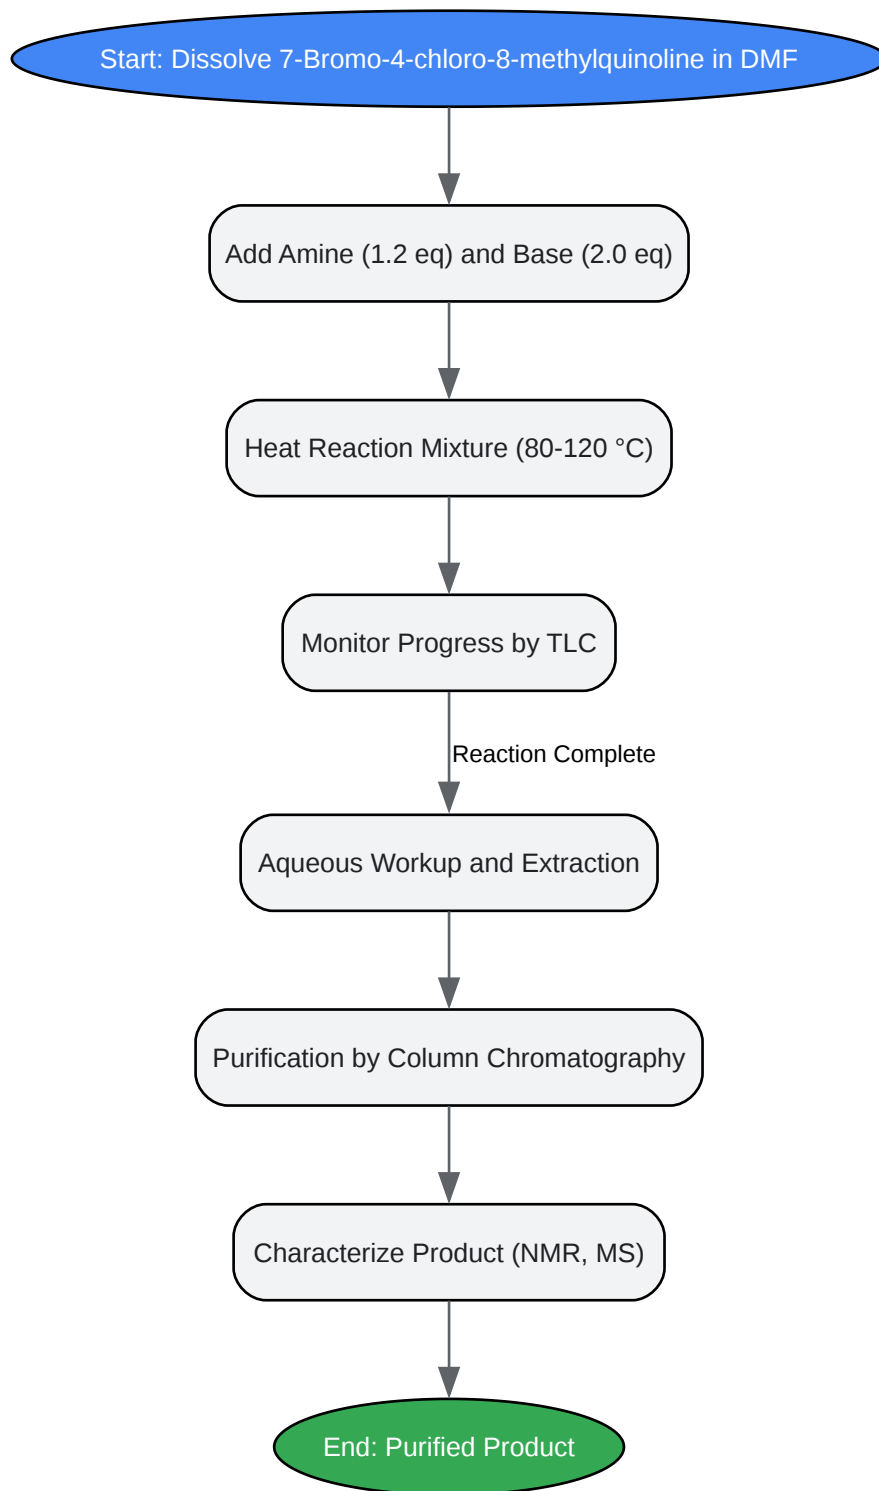 Start: Dissolve 7-Bromo-4-chloro-8-methylquinoline in DMF
Add Amine (1.2 eq) and Base (2.0 eq)
Heat Reaction Mixture (80-120 °C)
Monitor Progress by TLC
Reaction Complete
Aqueous Workup and Extraction
Purification by Column Chromatography
Characterize Product (NMR, MS)
End: Purified Product